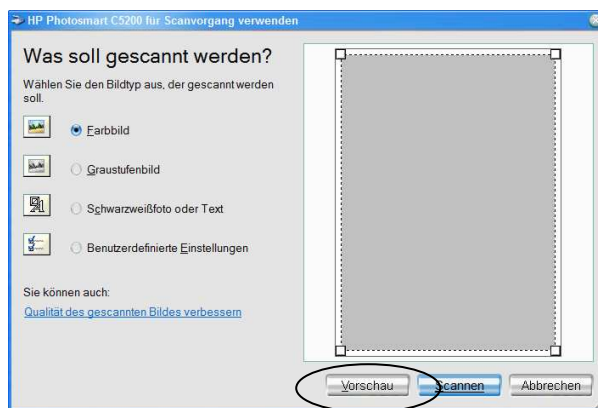 HP Photosmart C5200 für Scanvorgang verwenden
Was soll gescannt werden?
Wählen Sie den Bildtyp aus, der gescannt werden
soll.
Farbbild
Graustufenbild
Schwarzweißfoto oder Text
Benutzerdefinierte Einstellungen
Sie können auch:
Qualität des gescannten Bildes verbessern
Vorschau Scannen Abbrechen